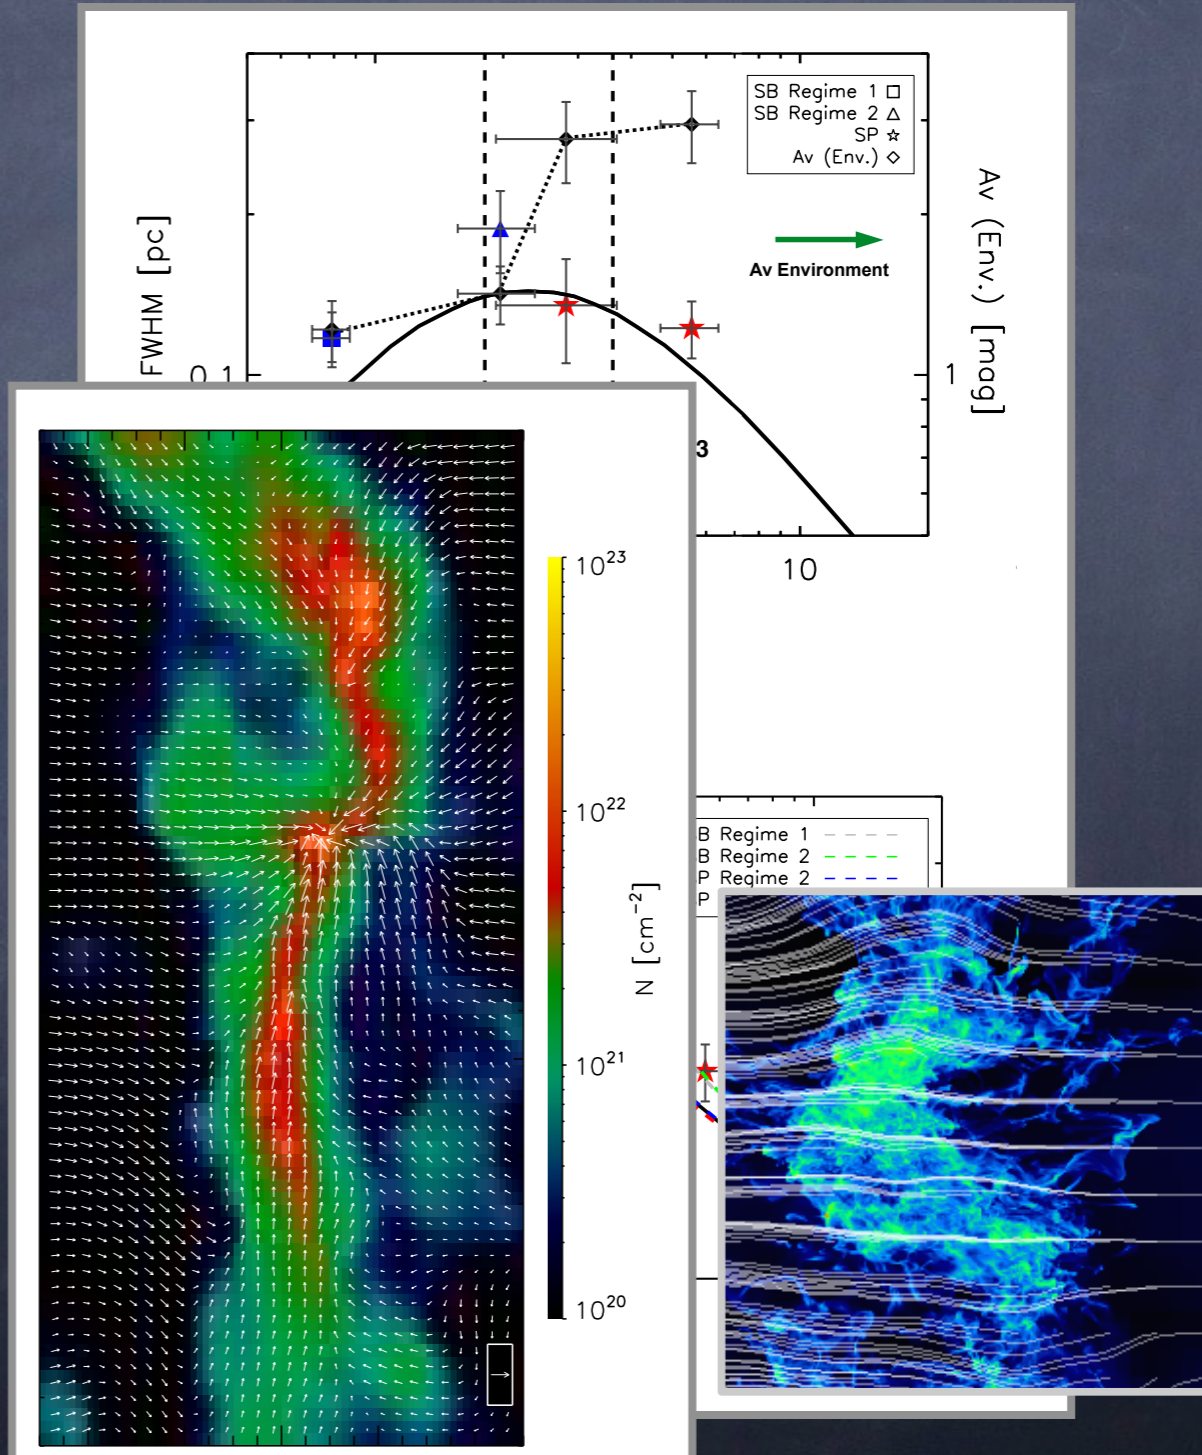 SB Regime 1
SB Regime 2
SP
Av (Env.)
FWHM [pc]
Av (Env.) [mag]
Av Environment
0.1
1
3
10
10²³
10²²
10²¹
10²⁰
N [cm⁻²]
B Regime 1
B Regime 2
P Regime 2
P